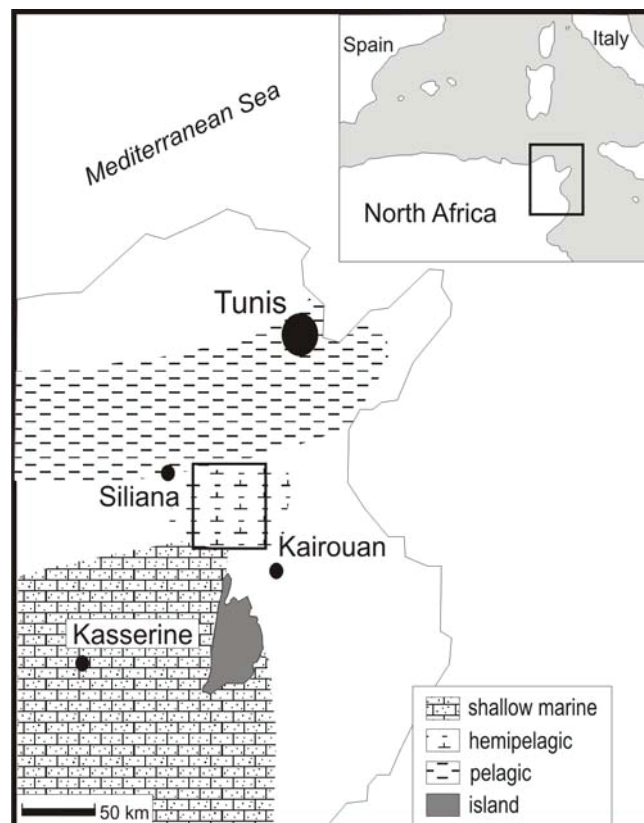 Spain
Italy
North Africa
Mediterranean Sea
Tunis
Siliana
Kairouan
Kasserine
shallow marine
hemipelagic
pelagic
island
50 km